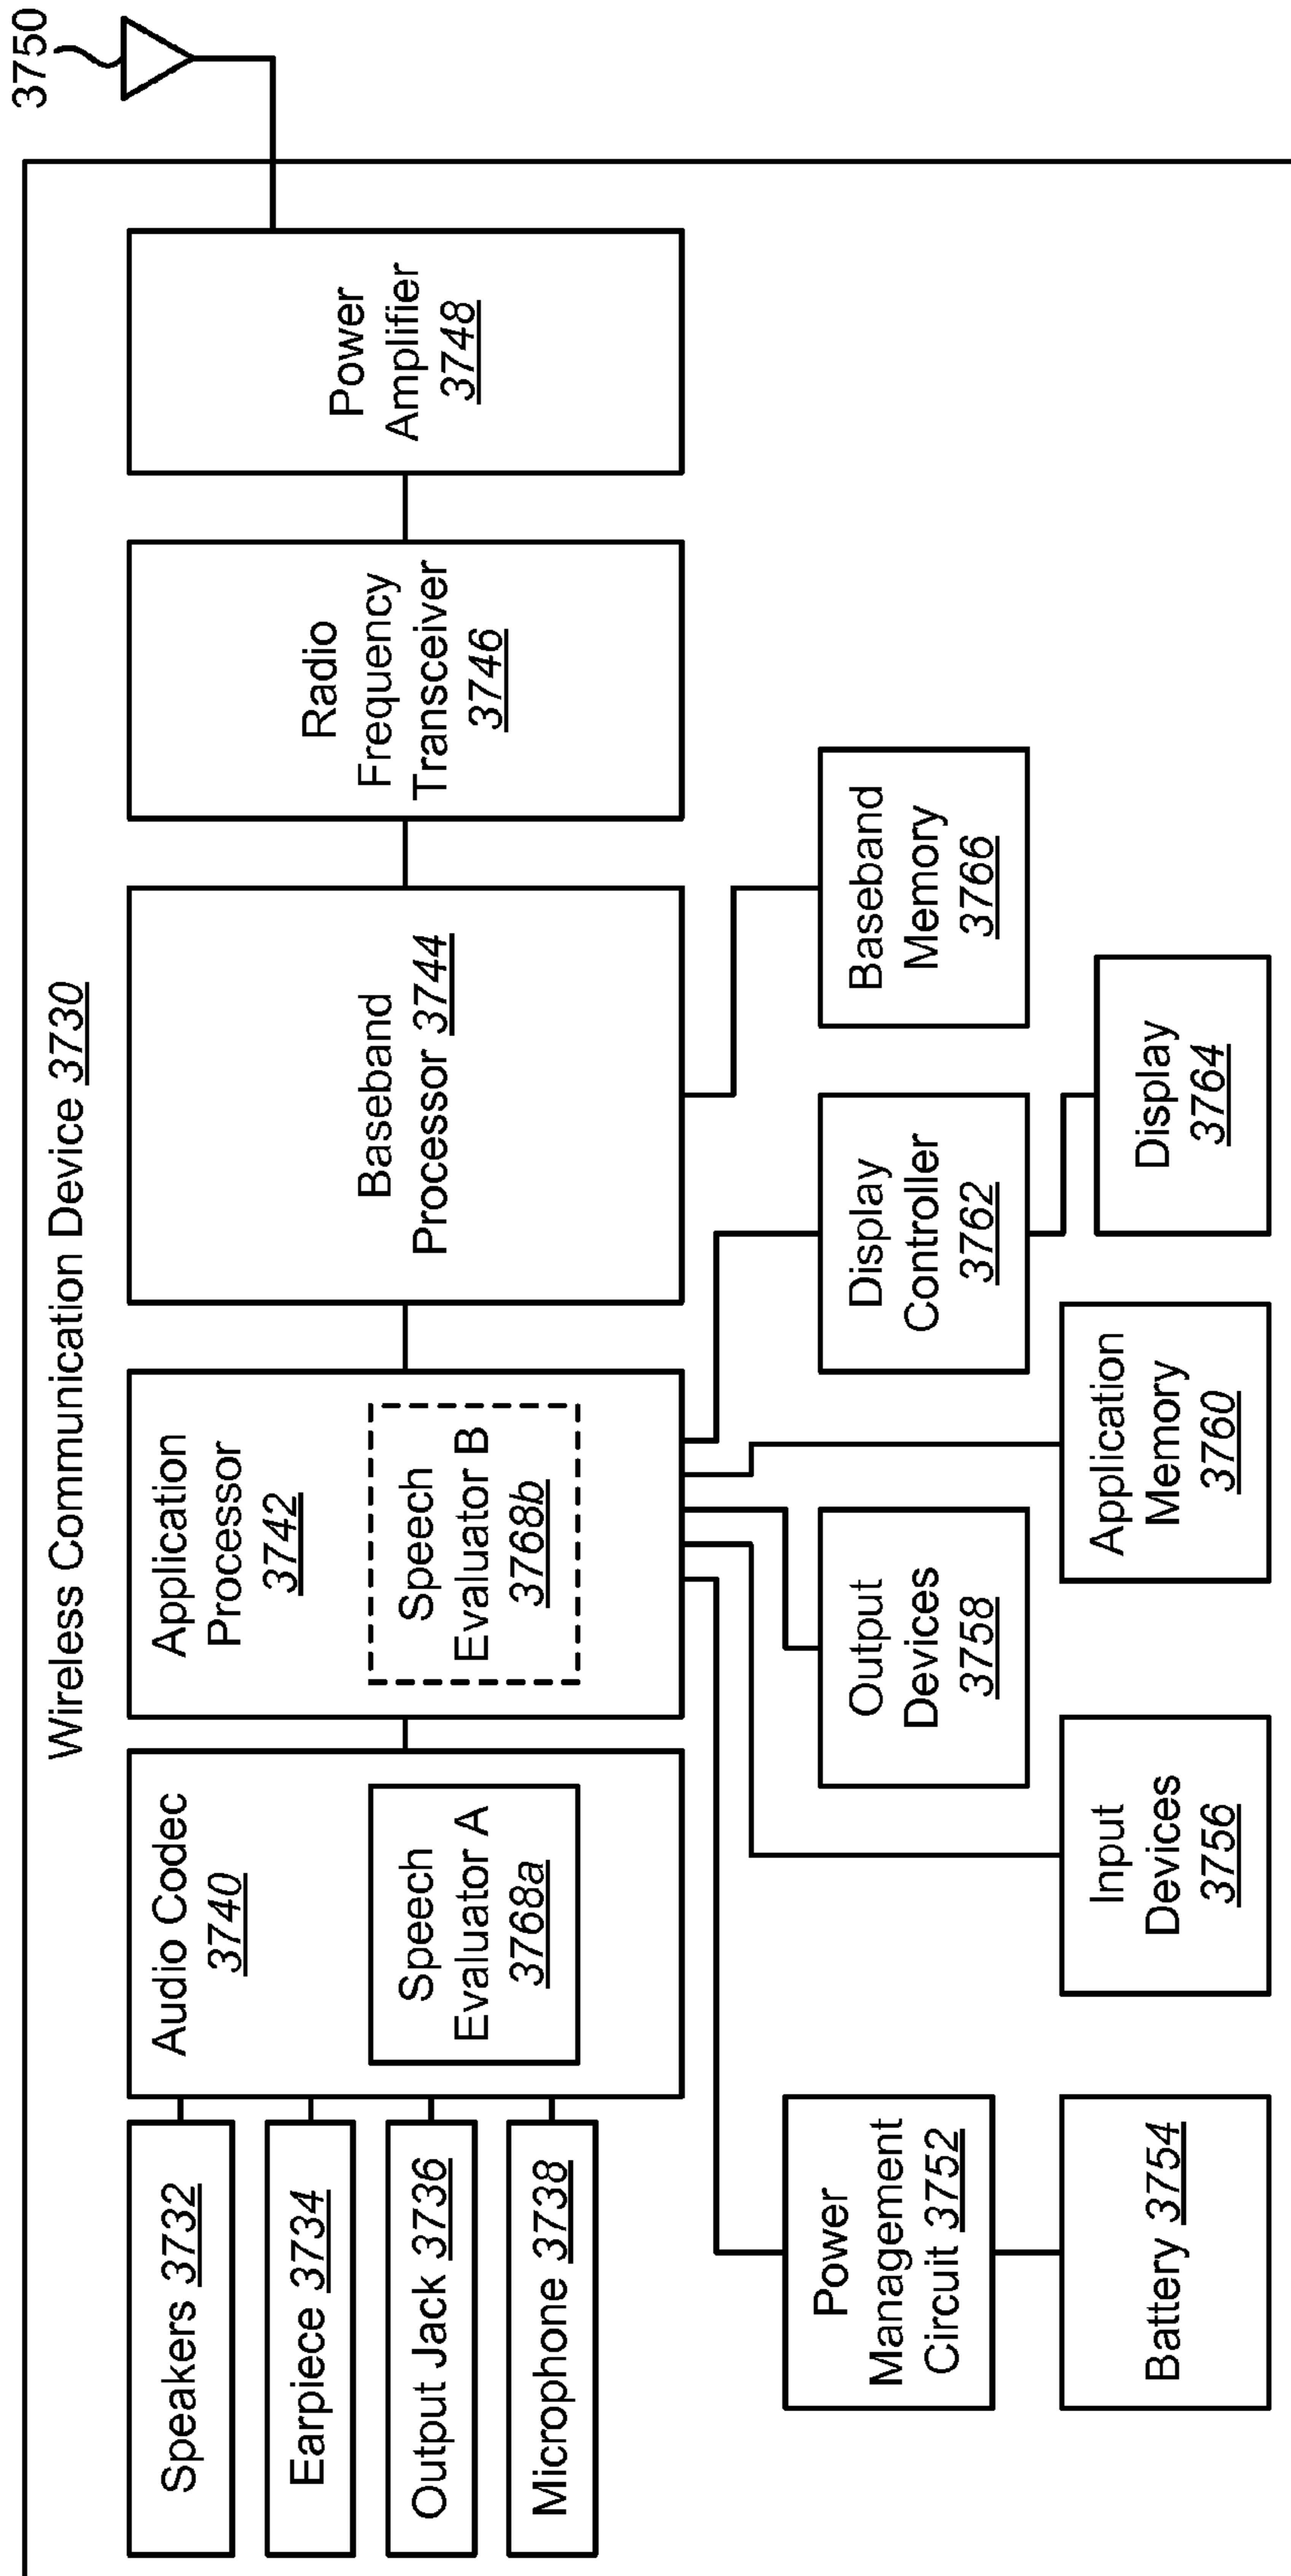 Wireless Communication Device 3730
3750
Speakers 3732
Earpiece 3734
Output Jack 3736
Microphone 3738
Audio Codec
3740
Speech
Evaluator A
3768a
Application
Processor
3742
Speech
Evaluator B
3768b
Baseband
Processor 3744
Radio
Frequency
Transceiver
3746
Power
Amplifier
3748
Power
Management
Circuit 3752
Battery 3754
Input
Devices
3756
Output
Devices
3758
Application
Memory
3760
Display
Controller
3762
Display
3764
Baseband
Memory
3766